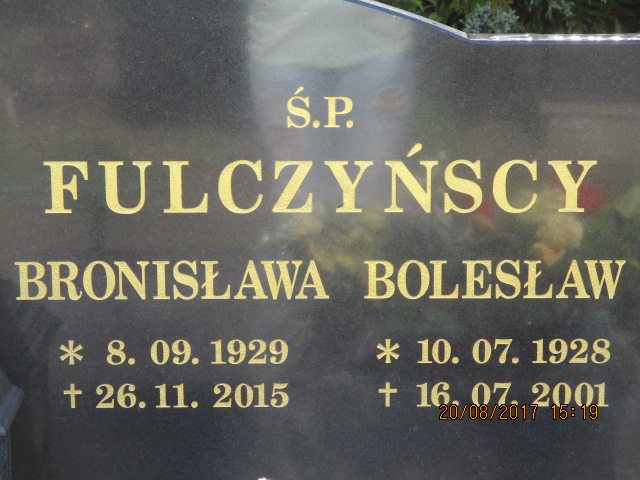 Ś.P.
FULCZYŃSCY
BRONISŁAWA BOLESŁAW
* 8. 09. 1929 * 10. 07. 1928
† 26. 11. 2015 † 16. 07. 2001
20/08/2017 15:19